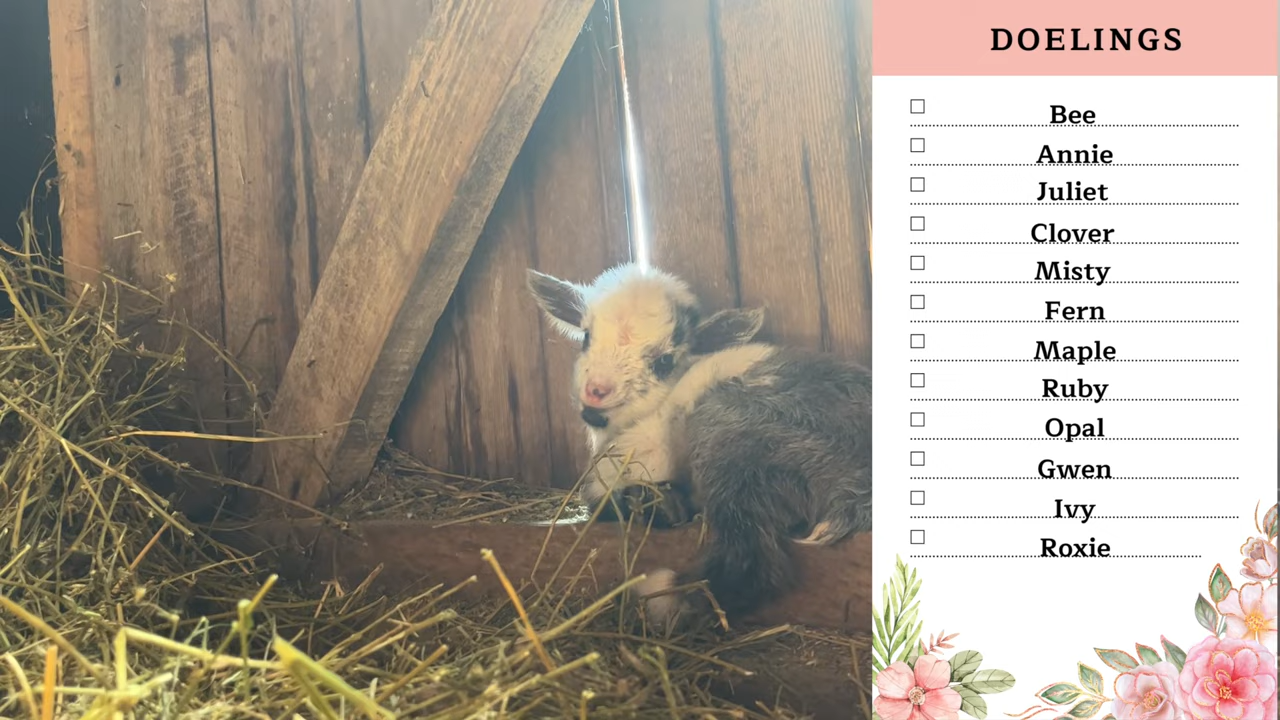 DOELINGS
Bee
Annie
Juliet
Clover
Misty
Fern
Maple
Ruby
Opal
Gwen
Ivy
Roxie